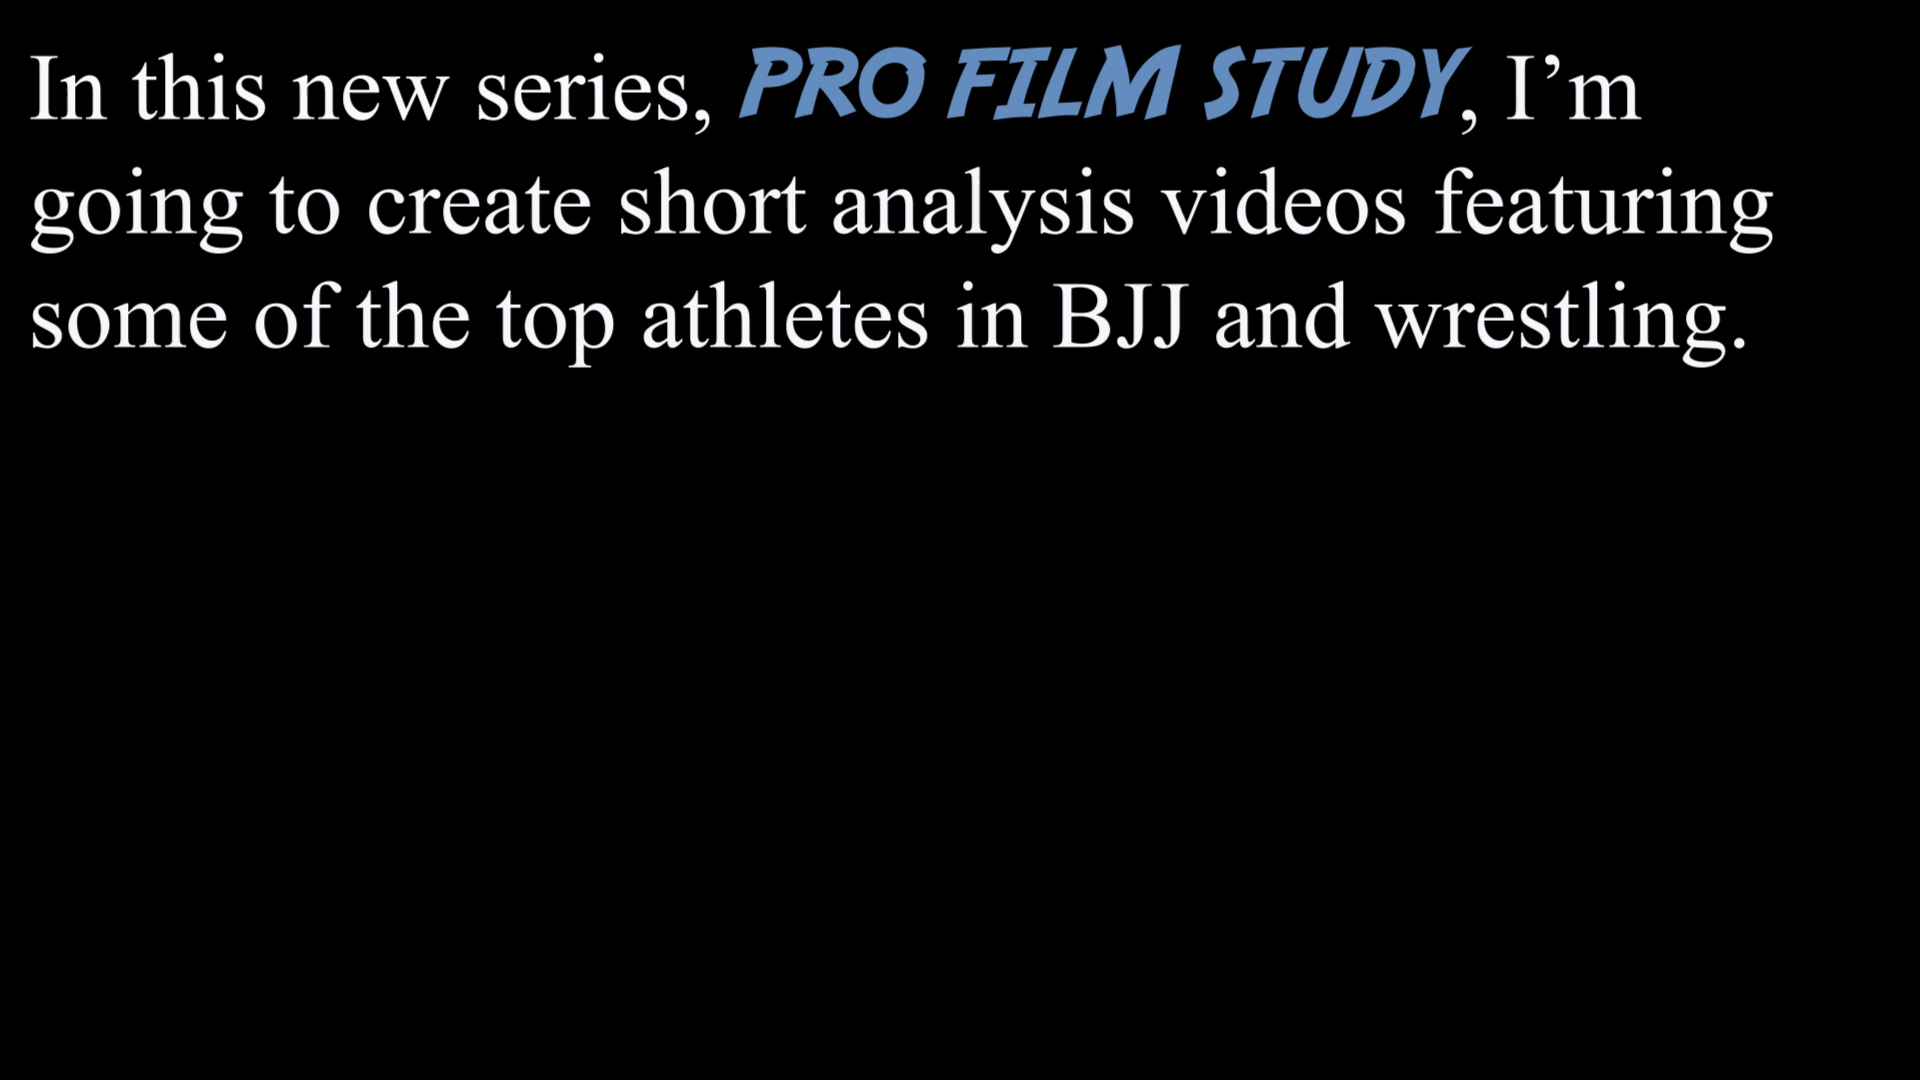 In this new series, PRO FILM STUDY, I’m
going to create short analysis videos featuring
some of the top athletes in BJJ and wrestling.